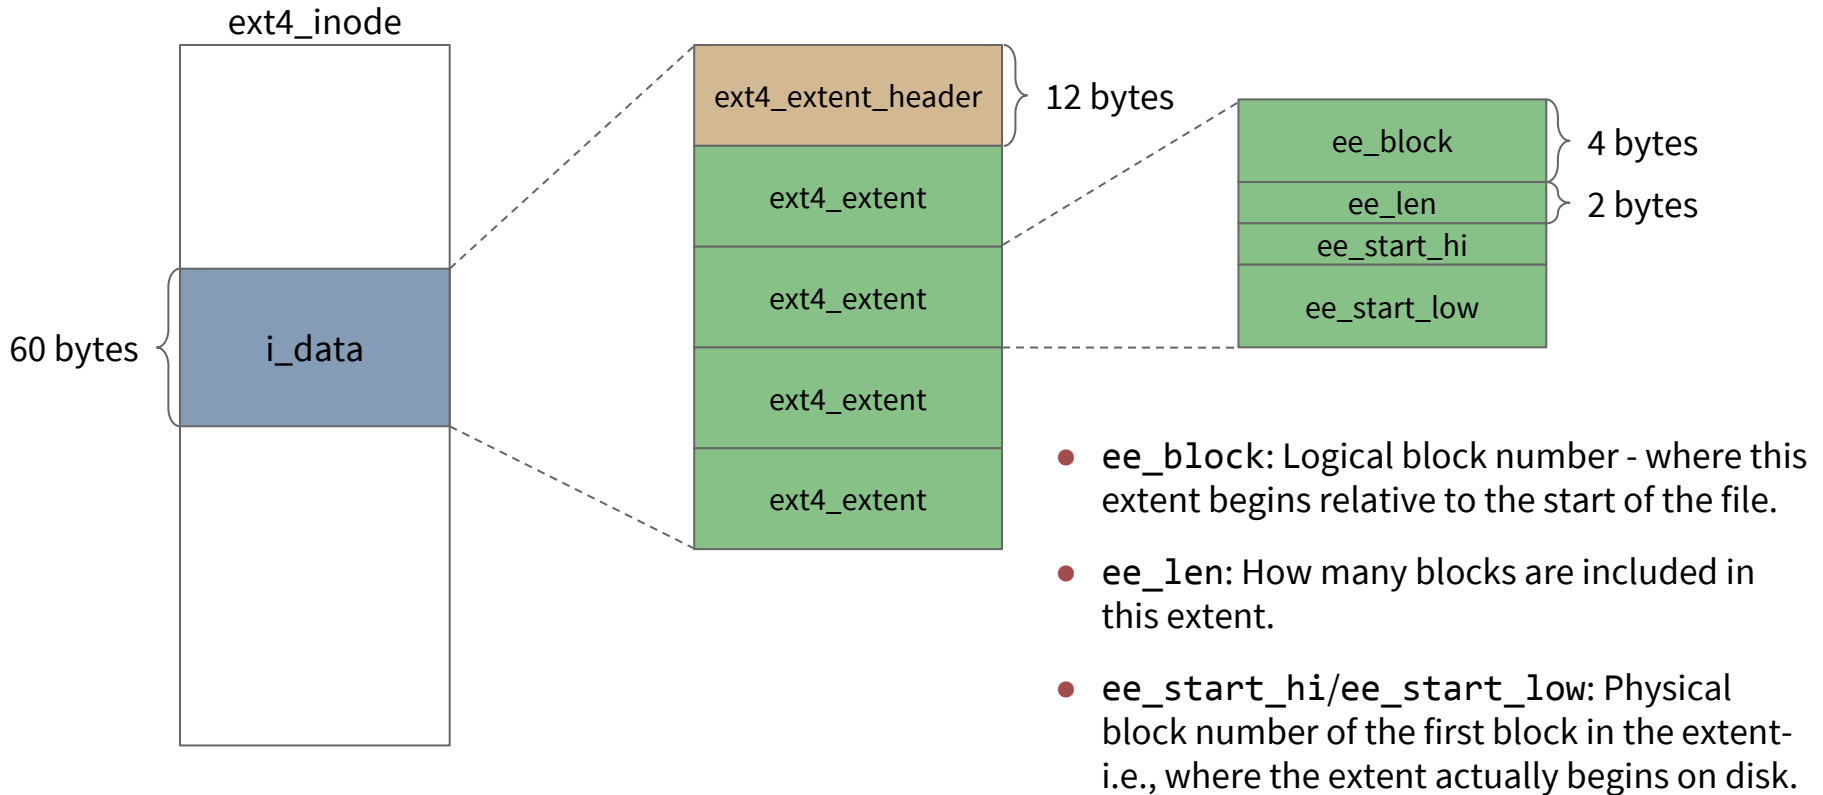 ext4_inode
60 bytes
i_data
ext4_extent_header
12 bytes
ext4_extent
ext4_extent
ext4_extent
ext4_extent
ee_block
4 bytes
ee_len
2 bytes
ee_start_hi
ee_start_low
● ee_block: Logical block number - where this
extent begins relative to the start of the file.
● ee_len: How many blocks are included in
this extent.
● ee_start_hi/ee_start_low: Physical
block number of the first block in the extent-
i.e., where the extent actually begins on disk.